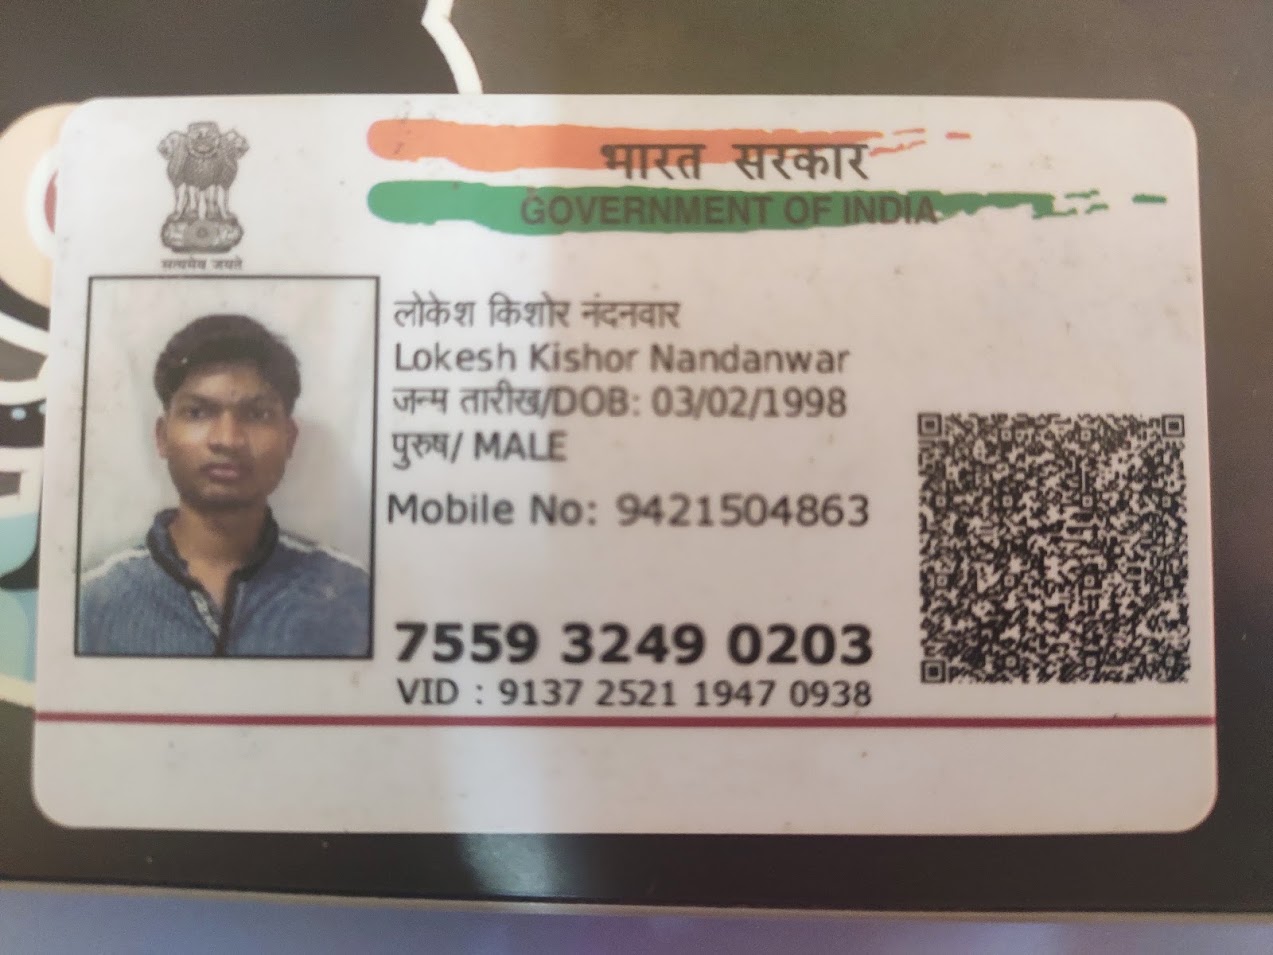 भारत सरकार
GOVERNMENT OF INDIA
सत्यमेव जयते
लोकेश किशोर नंदनवार
Lokesh Kishor Nandanwar
जन्म तारीख/DOB: 03/02/1998
पुरुष/ MALE
Mobile No: 9421504863
7559 3249 0203
VID : 9137 2521 1947 0938